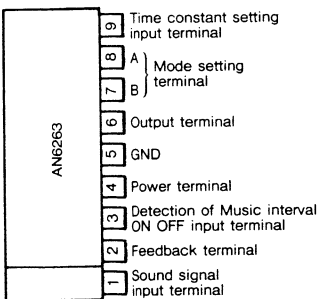 9 Time constant setting
input terminal
8 A
Mode setting
terminal
7 B
6 Output terminal
AN6263
5 GND
4 Power terminal
3 Detection of Music interval
ON OFF input terminal
2 Feedback terminal
1 Sound signal
input terminal